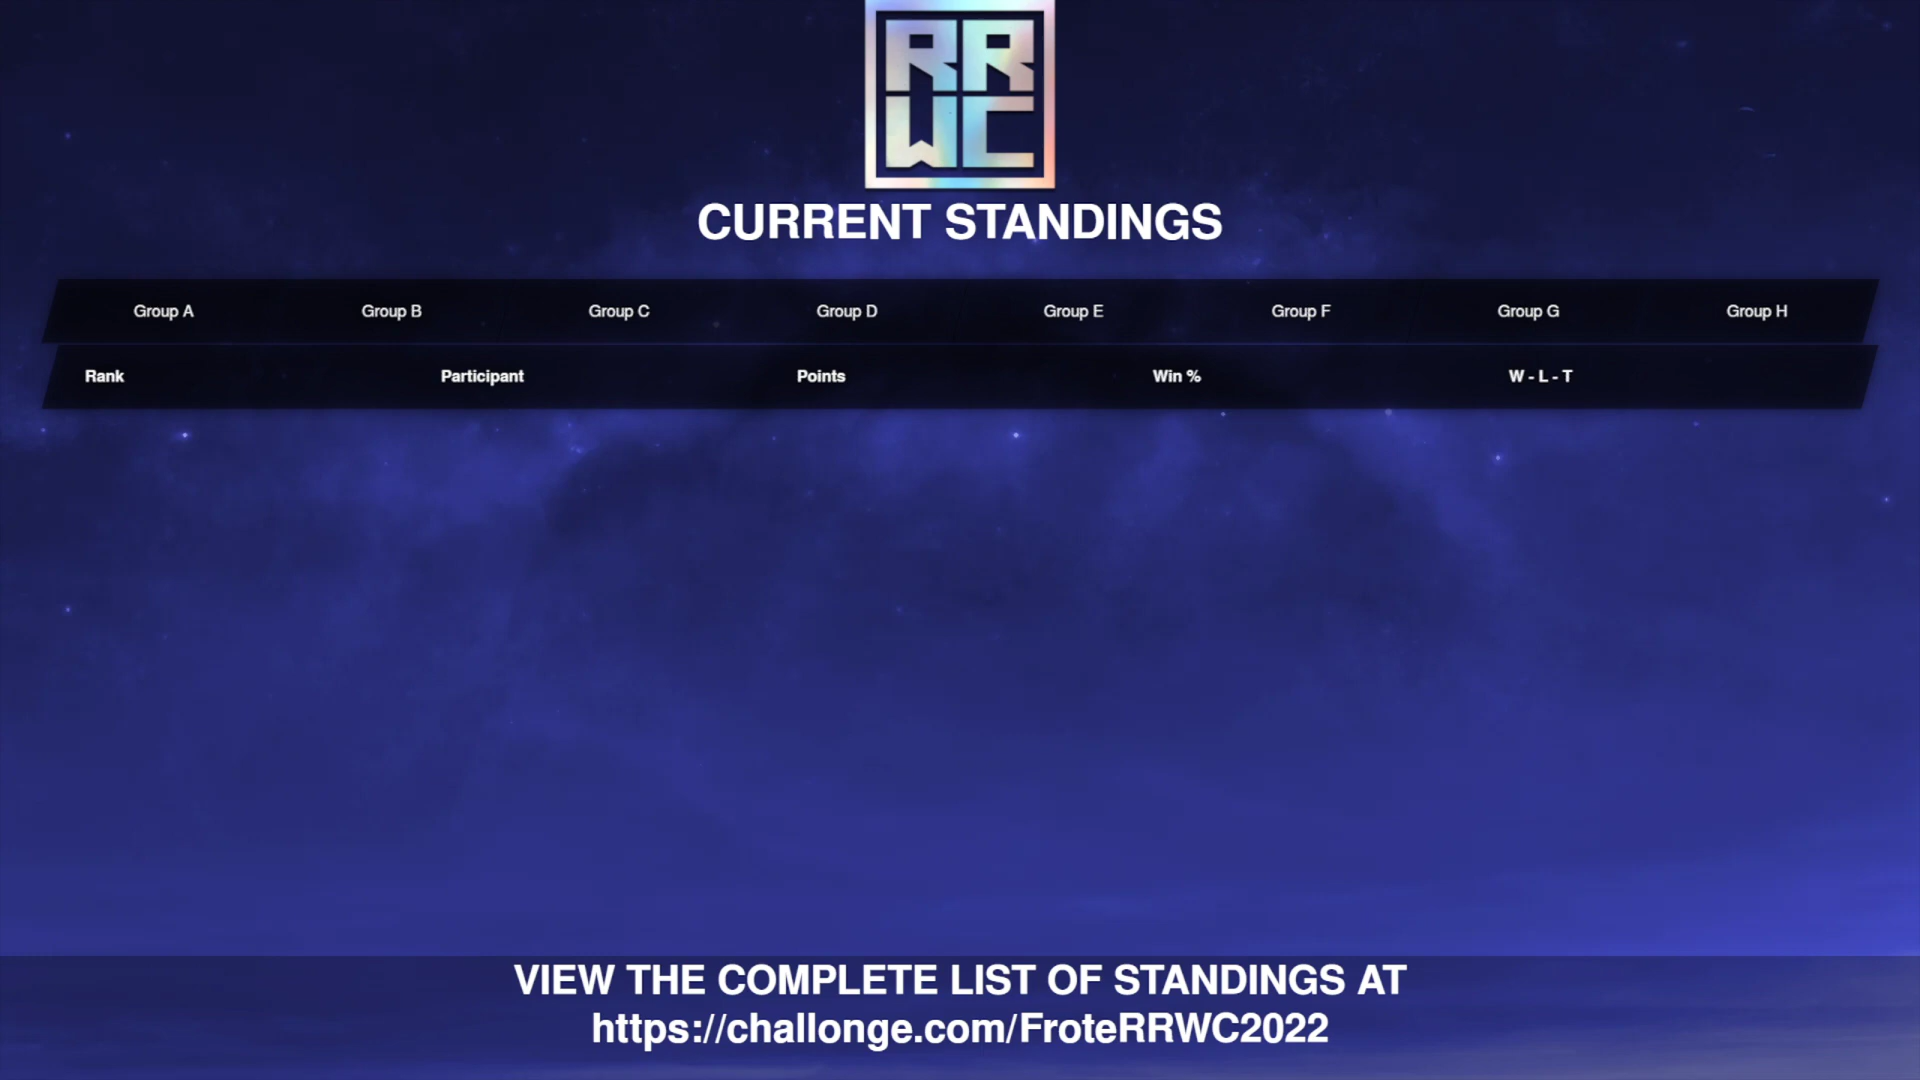 RR
WC
CURRENT STANDINGS
Group A Group B Group C Group D Group E Group F Group G Group H
Rank Participant Points Win % W - L - T
VIEW THE COMPLETE LIST OF STANDINGS AT
https://challonge.com/FroteRRWC2022